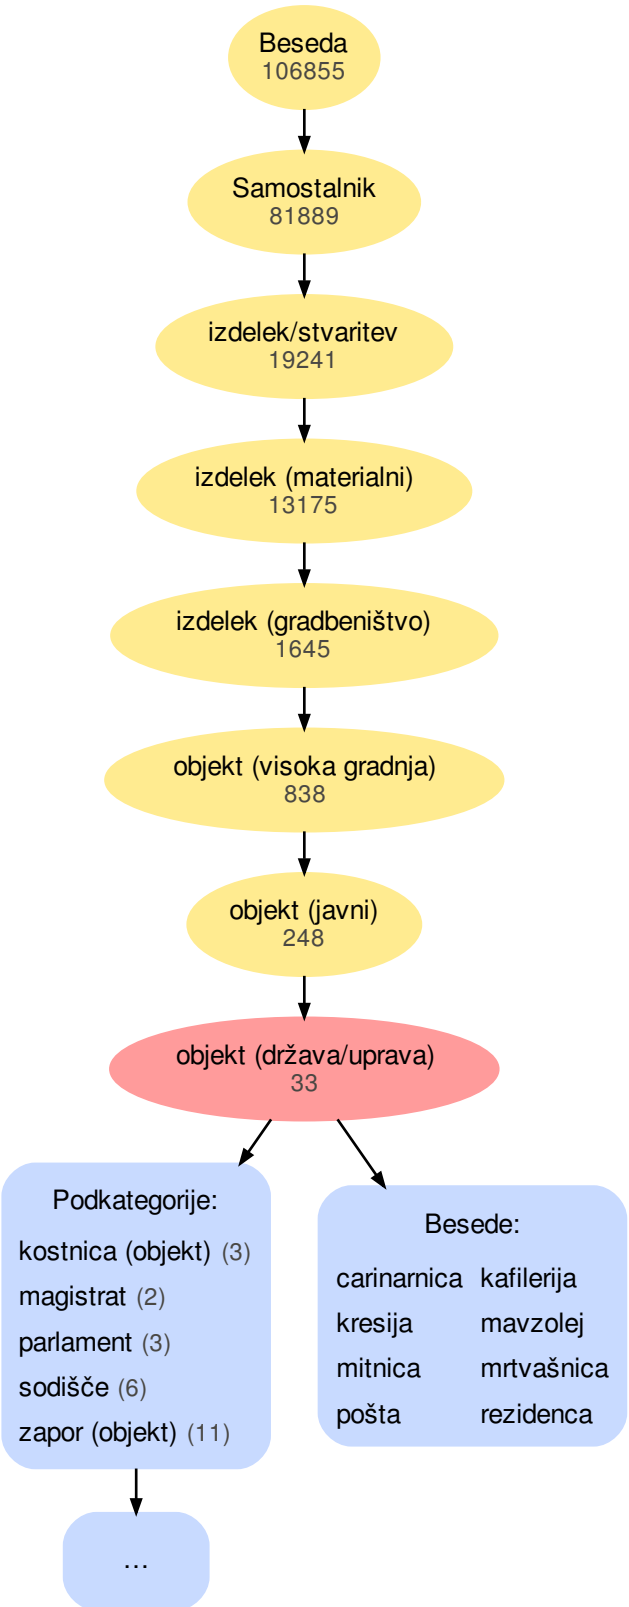 Beseda
106855
Samostalnik
81889
izdelek/stvaritev
19241
izdelek (materialni)
13175
izdelek (gradbeništvo)
1645
objekt (visoka gradnja)
838
objekt (javni)
248
objekt (država/uprava)
33
Podkategorije:
kostnica (objekt) (3)
magistrat (2)
parlament (3)
sodišče (6)
zapor (objekt) (11)
...
Besede:
carinarnica kafilerija
kresija mavzolej
mitnica mrtvašnica
pošta rezidenca